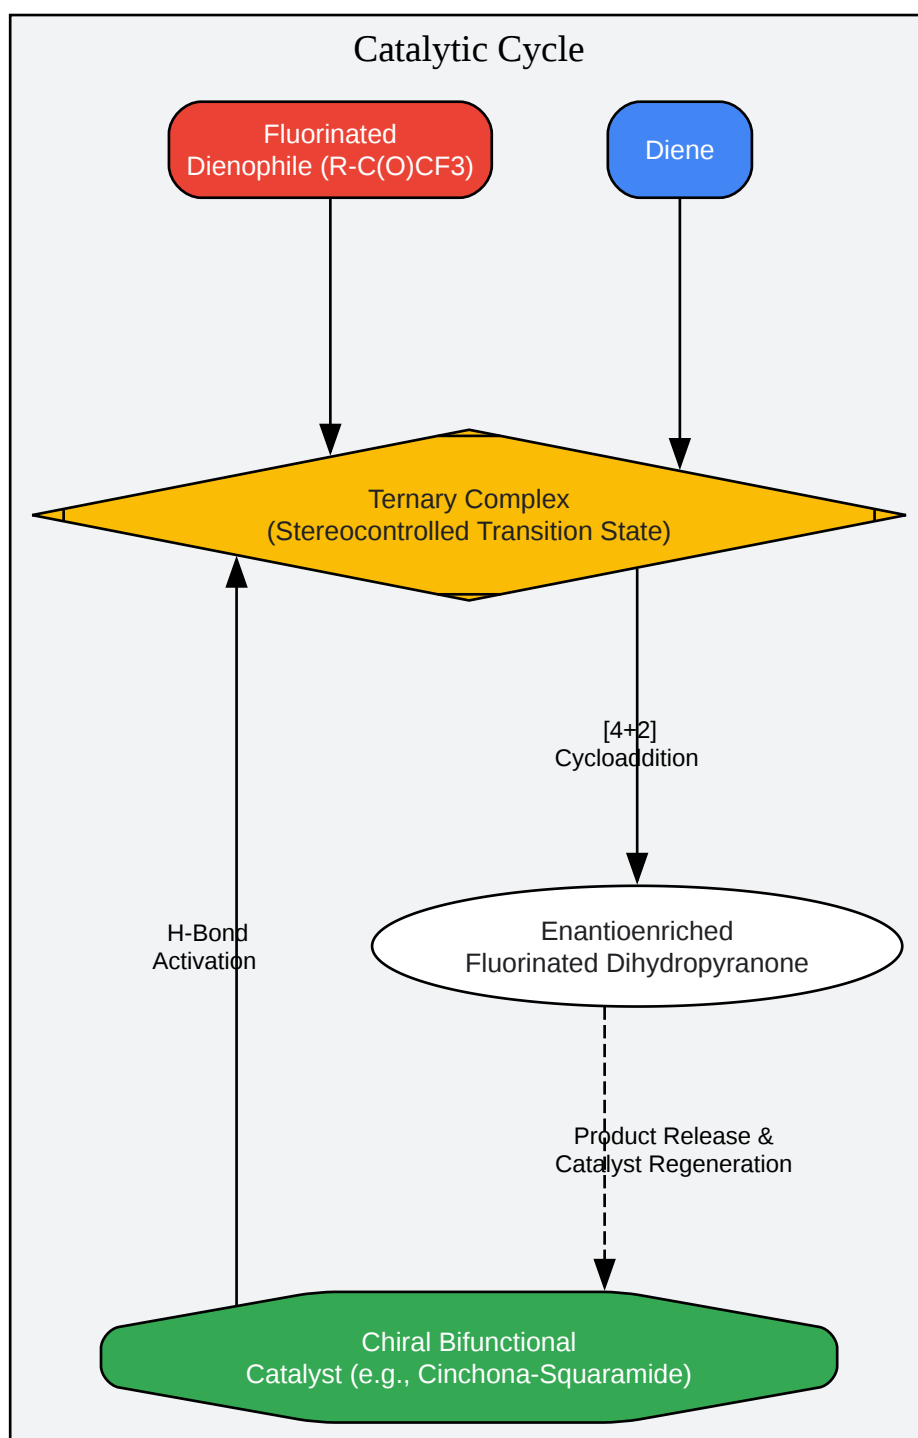 Catalytic Cycle
Fluorinated
Dienophile (R-C(O)CF3)
Diene
Ternary Complex
(Stereocontrolled Transition State)
[4+2]
Cycloaddition
H-Bond
Activation
Enantioenriched
Fluorinated Dihydropyranone
Product Release &
Catalyst Regeneration
Chiral Bifunctional
Catalyst (e.g., Cinchona-Squaramide)